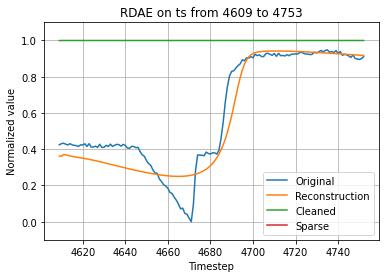 RDAE on ts from 4609 to 4753
Normalized value
1.0
0.8
0.6
0.4
0.2
0.0
Original
Reconstruction
Cleaned
Sparse
4620 4640 4660 4680 4700 4720 4740
Timestep